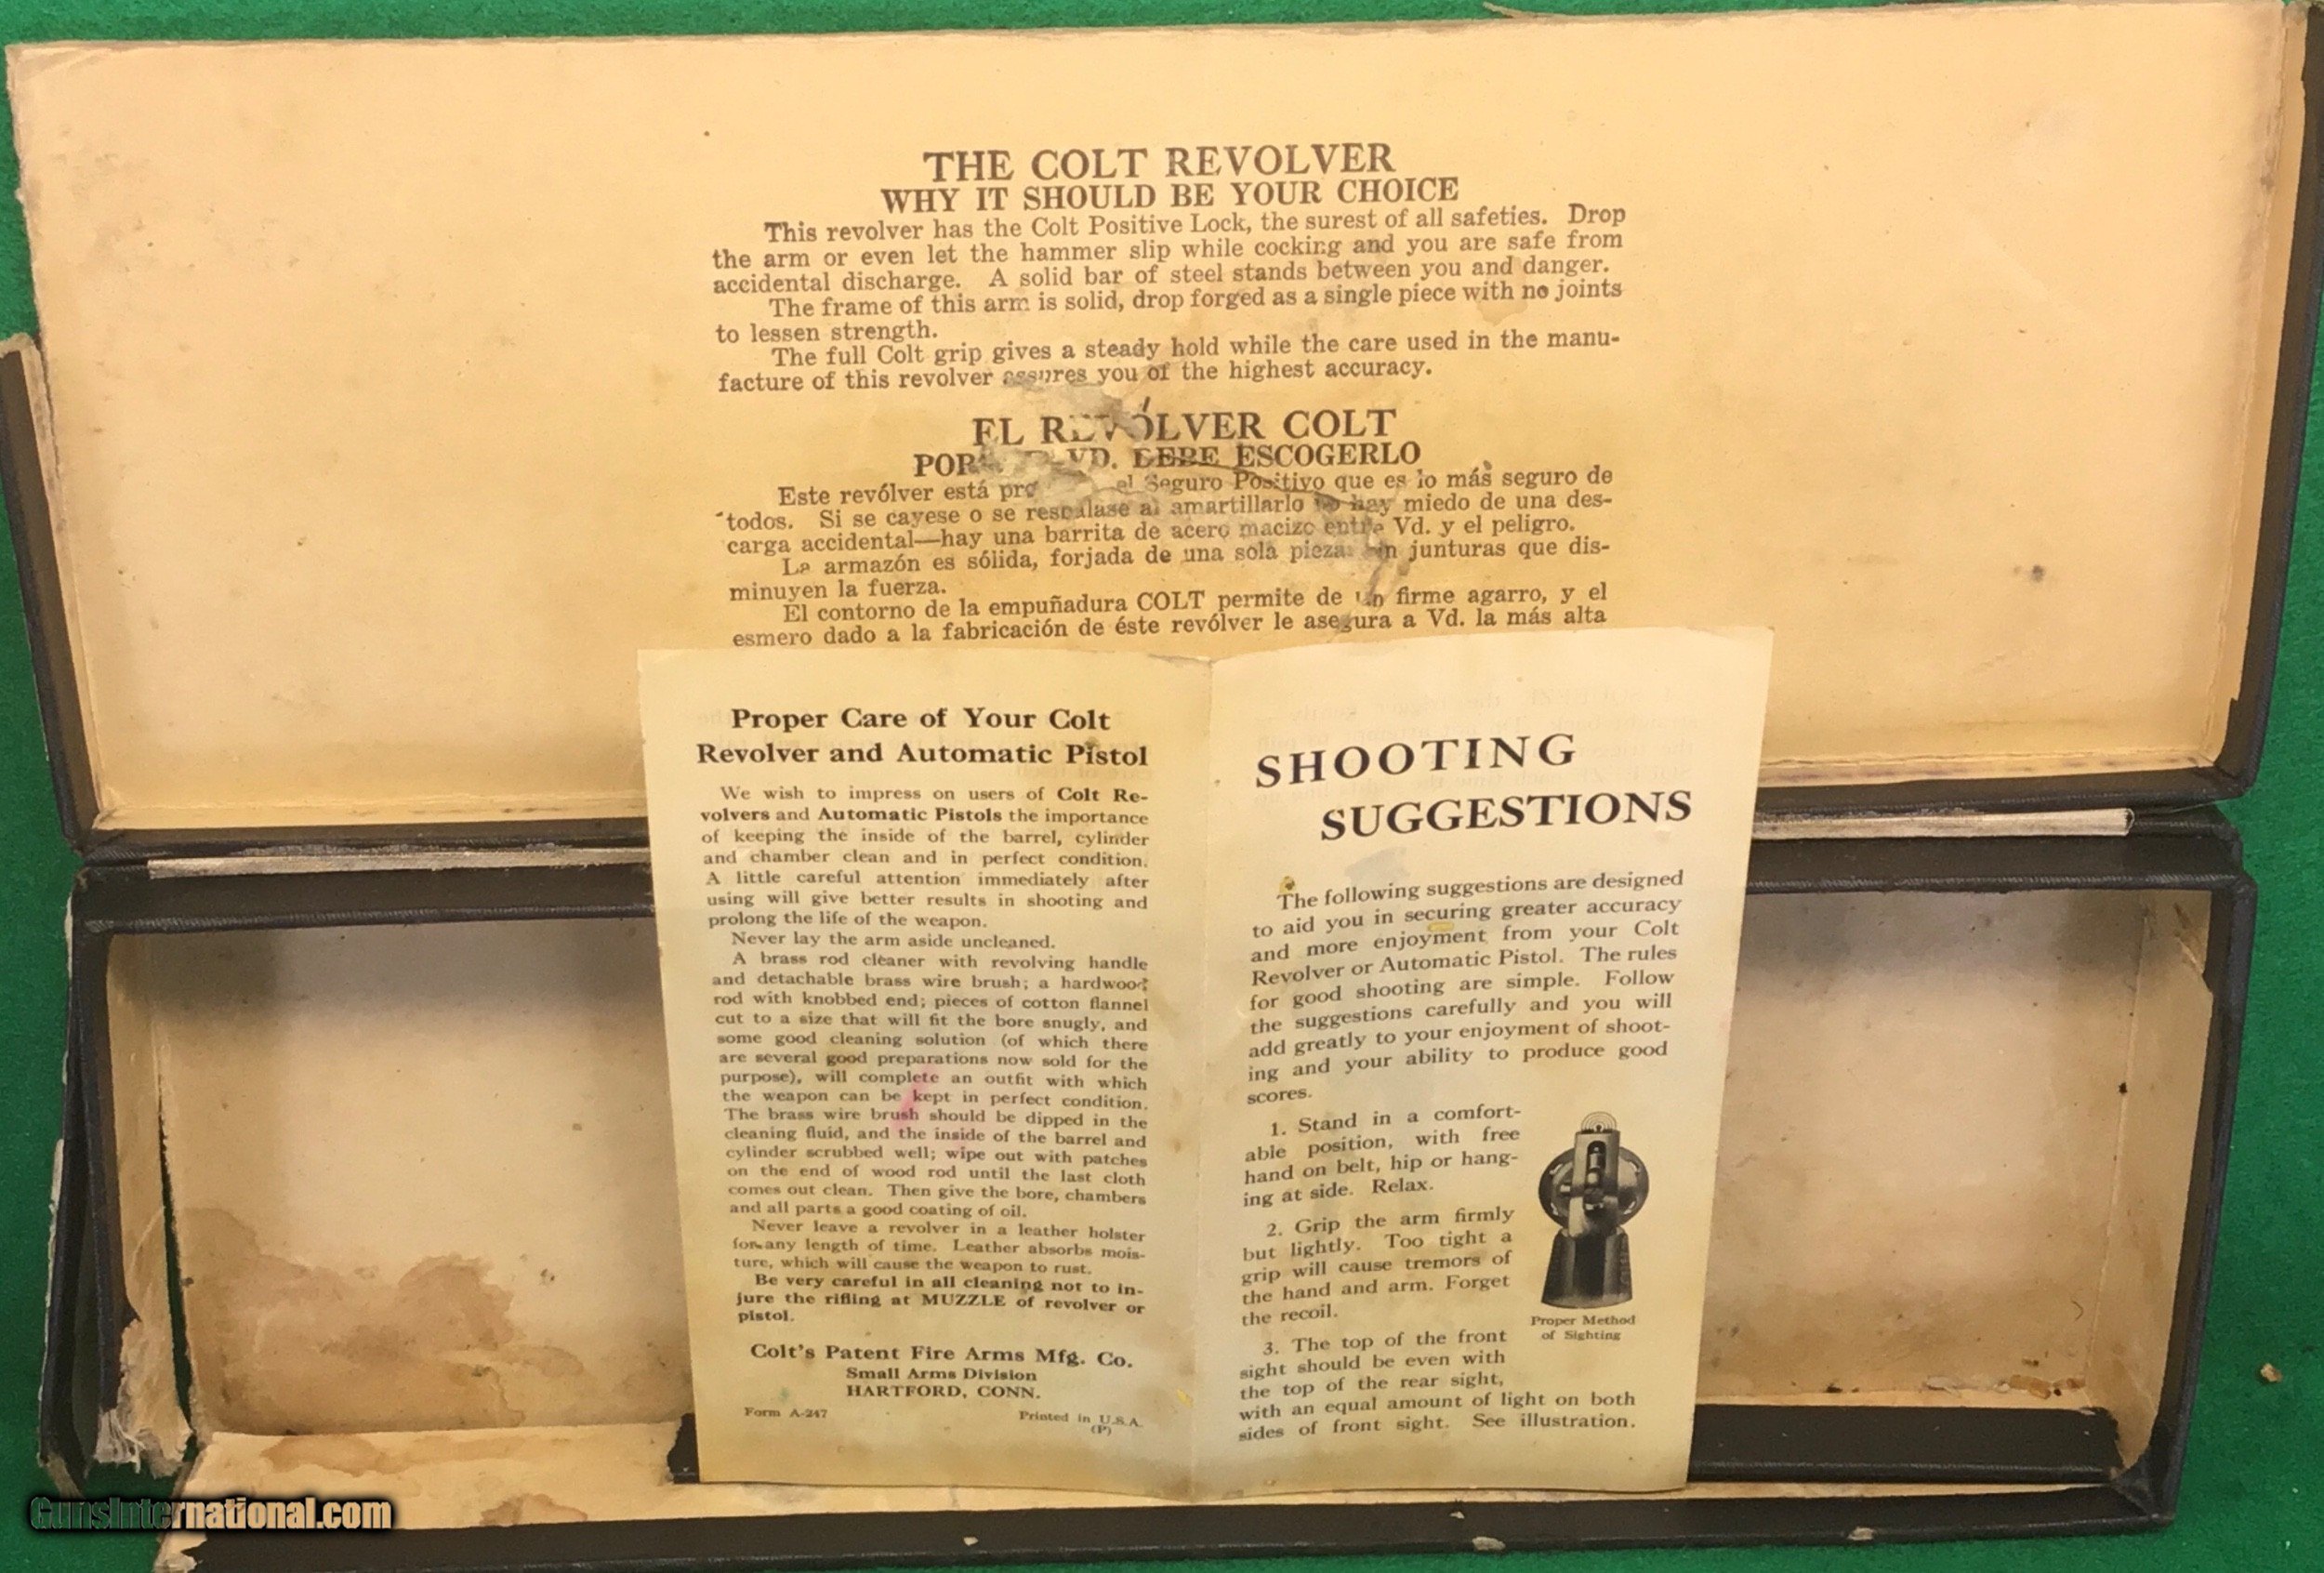 THE COLT REVOLVER
WHY IT SHOULD BE YOUR CHOICE
This revolver has the Colt Positive Lock, the surest of all safeties. Drop
the arm or even let the hammer slip while cocking and you are safe from
accidental discharge. A solid bar of steel stands between you and danger.
The frame of this arm is solid, drop forged as a single piece with no joints
to lessen strength.
The full Colt grip gives a steady hold while the care used in the manu-
facture of this revolver assures you of the highest accuracy.
EL REVÓLVER COLT
VD. DEBE ESCOGERLO
Este revólver está el Seguro Positivo que es lo más seguro de
todos. Si se cayese o se resbalase al amartillarlo no hay miedo de una des-
carga accidental—hay una barrita de acero macizo entre Vd. y el peligro.
La armazón es sólida, forjada de una sola pieza sin junturas que dis-
minuyen la fuerza.
El contorno de la empuñadura COLT permite de un firme agarro, y el
esmero dado a la fabricación de éste revólver le asegura a Vd. la más alta
Proper Care of Your Colt
Revolver and Automatic Pistol
We wish to impress on users of Colt Re-
volvers and Automatic Pistols the importance
of keeping the inside of the barrel, cylinder
and chamber clean and in perfect condition.
A little careful attention immediately after
using will give better results in shooting and
prolong the life of the weapon.
Never lay the arm aside uncleaned.
A brass rod cleaner with revolving handle
and detachable brass wire brush; a hardwood
rod with knobbed end; pieces of cotton flannel
cut to a size that will fit the bore snugly, and
some good cleaning solution (of which there
are several good preparations now sold for the
purpose), will complete an outfit with which
the weapon can be kept in perfect condition.
The brass wire brush should be dipped in the
cleaning fluid, and the inside of the barrel and
cylinder scrubbed well; wipe out with patches
on the end of wood rod until the last cloth
comes out clean. Then give the bore, chambers
and all parts a good coating of oil.
Never leave a revolver in a leather holster
for any length of time. Leather absorbs mois-
ture, which will cause the weapon to rust.
Be very careful in all cleaning not to in-
jure the rifling at MUZZLE of revolver or
pistol.
Colt's Patent Fire Arms Mfg. Co.
Small Arms Division
HARTFORD, CONN.
Form A-247
Printed in U.S.A.
(P)
SHOOTING
SUGGESTIONS
The following suggestions are designed
to aid you in securing greater accuracy
and more enjoyment from your Colt
Revolver or Automatic Pistol. The rules
for good shooting are simple. Follow
the suggestions carefully and you will
add greatly to your enjoyment of shoot-
ing and your ability to produce good
scores.
1. Stand in a comfort-
able position, with free
hand on belt, hip or hang-
ing at side. Relax.
2. Grip the arm firmly
but lightly. Too tight a
grip will cause tremors of
the hand and arm. Forget
the recoil.
3. The top of the front
sight should be even with
the top of the rear sight,
with an equal amount of light on both
sides of front sight. See illustration.
Proper Method
of Sighting
GunsInternational.com